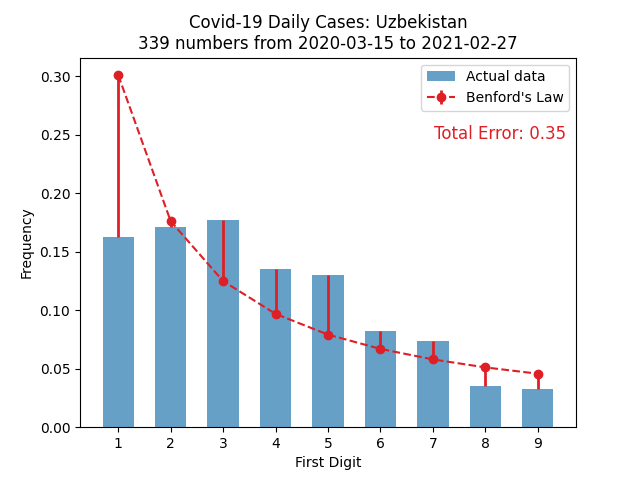 Covid-19 Daily Cases: Uzbekistan
339 numbers from 2020-03-15 to 2021-02-27
Actual data
Benford's Law
Total Error: 0.35
Frequency
0.30
0.25
0.20
0.15
0.10
0.05
0.00
1 2 3 4 5 6 7 8 9
First Digit